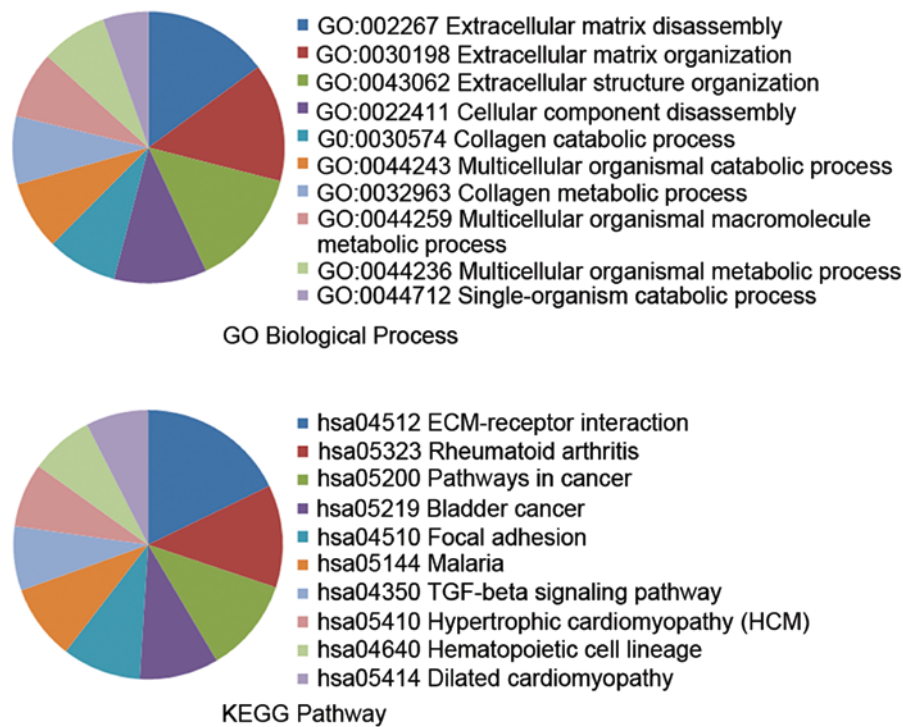 GO:002267 Extracellular matrix disassembly
GO:0030198 Extracellular matrix organization
GO:0043062 Extracellular structure organization
GO:0022411 Cellular component disassembly
G0:0030574 Collagen catabolic process
GO:0044243 Multicellular organismal catabolic process
GO:0032963 Collagen metabolic process
GO:0044259 Multicellular organismal macromolecule
metabolic process
GO:0044236 Multicellular organismal metabolic process
GO:0044712 Single-organism catabolic process
GO Biological Process
hsa04512 ECM-receptor interaction
hsa05323 Rheumatoid arthritis
hsa05200 Pathways in cancer
hsa05219 Bladder cancer
hsa04510 Focal adhesion
hsa05144 Malaria
hsa04350 TGF-beta signaling pathway
hsa05410 Hypertrophic cardiomyopathy (HCM)
hsa04640 Hematopoietic cell lineage
hsa05414 Dilated cardiomyopathy
KEGG Pathway